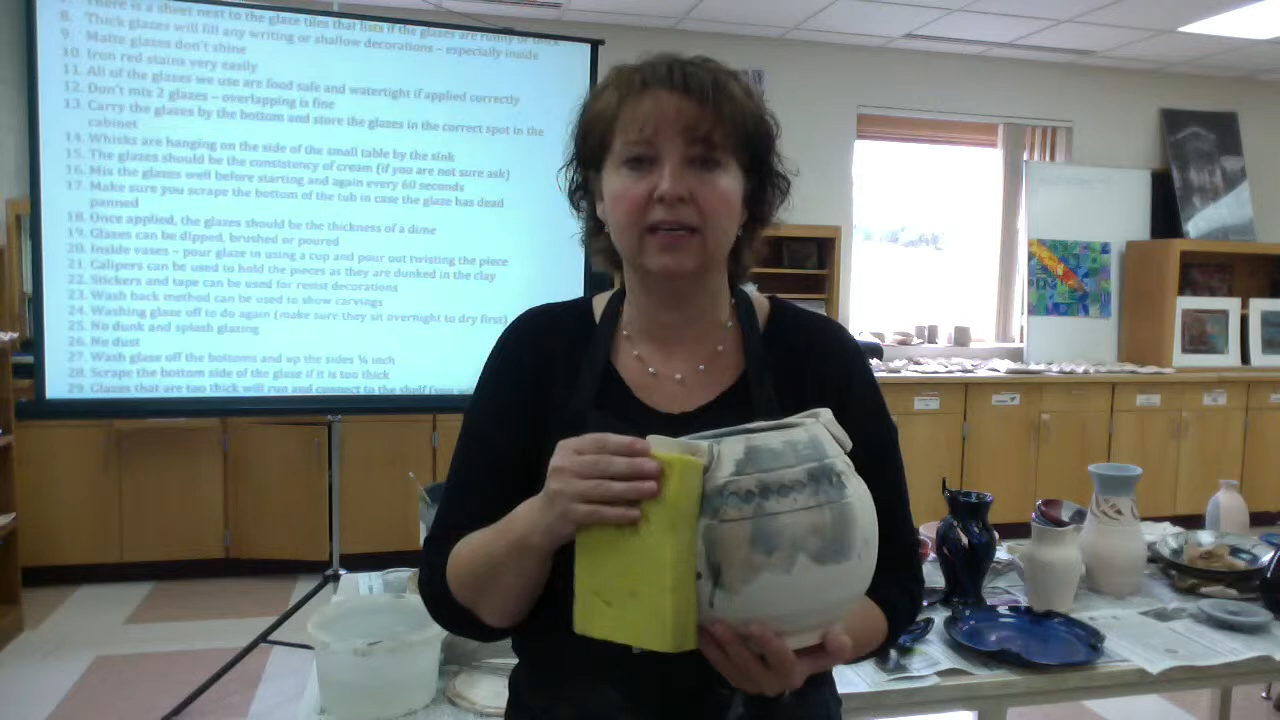 There is a sheet next to the glaze tiles that lists if the glazes are runny or thick
8. Thick glazes will fill any writing or shallow decorations – especially inside
9. Matte glazes don't shine
10. Iron red stains very easily
11. All of the glazes we use are food safe and watertight if applied correctly
12. Don't mix 2 glazes – overlapping is fine
13. Carry the glazes by the bottom and store the glazes in the correct spot in the
cabinet
14. Whisks are hanging on the side of the small table by the sink
15. The glazes should be the consistency of cream (if you are not sure ask)
16. Mix the glazes well before starting and again every 60 seconds
17. Make sure you scrape the bottom of the tub in case the glaze has dead
panned
18. Once applied, the glazes should be the thickness of a dime
19. Glazes can be dipped, brushed or poured
20. Inside vases – pour glaze in using a cup and pour out twisting the piece
21. Calipers can be used to hold the pieces as they are dunked in the clay
22. Stickers and tape can be used for resist decorations
23. Wash back method can be used to show carvings
24. Washing glaze off to do again (make sure they sit overnight to dry first)
25. No dunk and splash glazing
26. No dust
27. Wash glaze off the bottoms and up the sides ¼ inch
28. Scrape the bottom side of the glaze if it is too thick
29. Glazes that are too thick will run and connect to the shelf (you